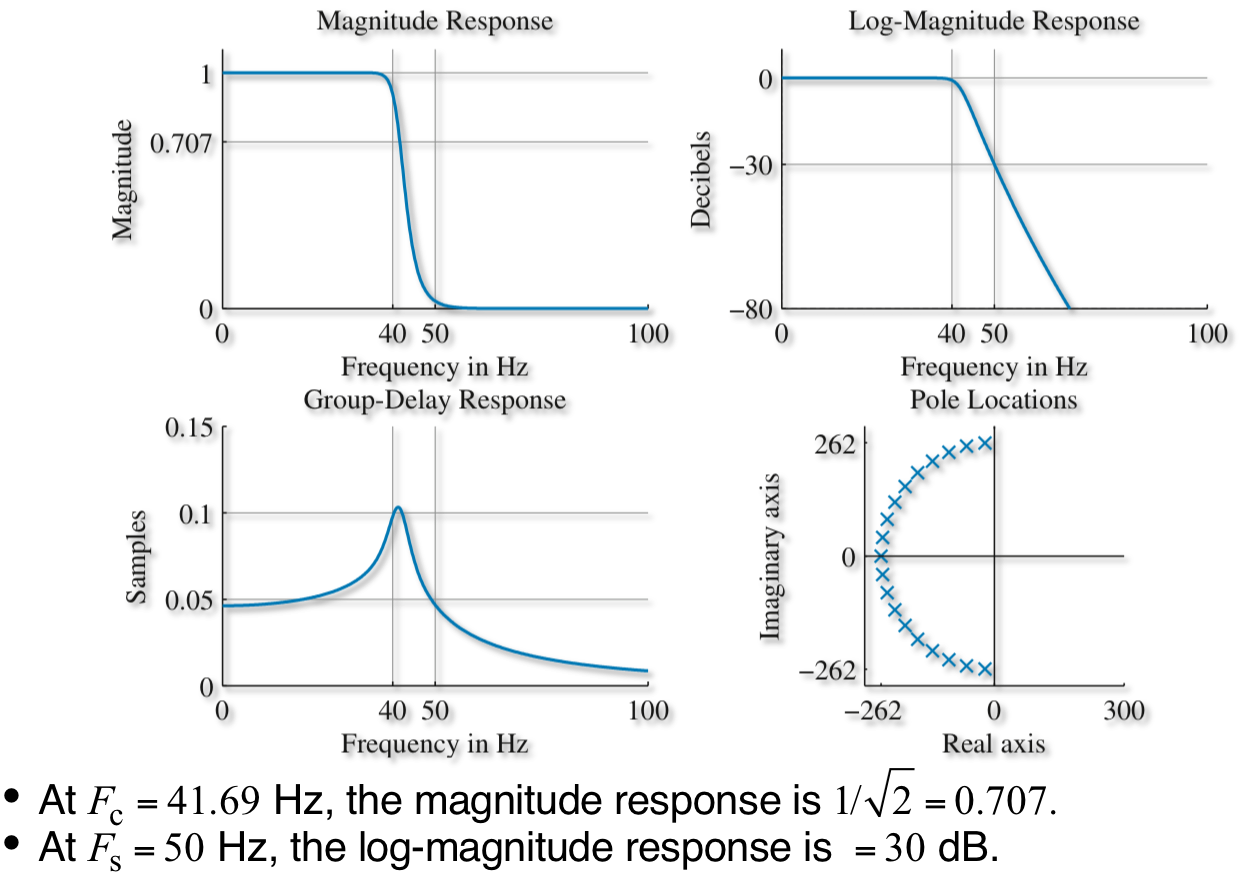 Magnitude Response
Log-Magnitude Response
Magnitude
1
0.707
0
0 40 50 100
Frequency in Hz
Decibels
0
−30
−80
0 40 50 100
Frequency in Hz
Group-Delay Response
Pole Locations
Samples
0.15
0.1
0.05
0
0 40 50 100
Frequency in Hz
Imaginary axis
262
0
−262
−262 0 300
Real axis
• At Fc = 41.69 Hz, the magnitude response is 1/√2 = 0.707.
• At Fs = 50 Hz, the log-magnitude response is = 30 dB.